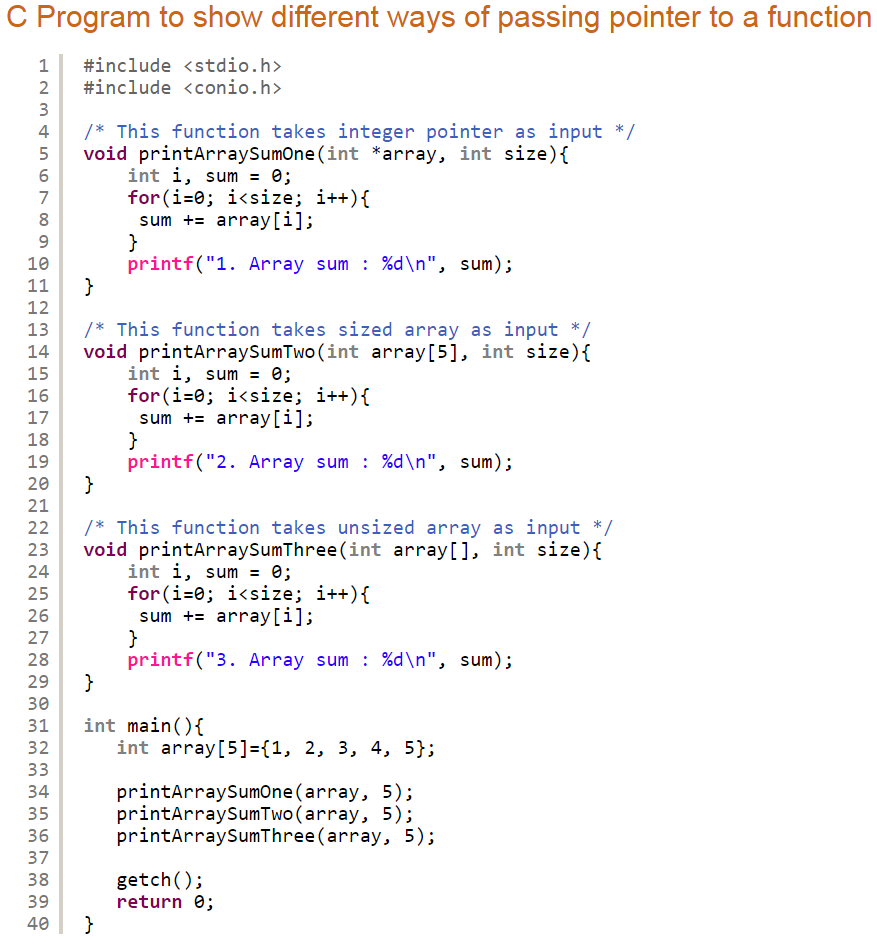 C Program to show different ways of passing pointer to a function
1 #include <stdio.h>
2 #include <conio.h>
3
4 /* This function takes integer pointer as input */
5 void printArraySumOne(int *array, int size){
6     int i, sum = 0;
7     for(i=0; i<size; i++){
8      sum += array[i];
9     }
10     printf("1. Array sum : %d\n", sum);
11 }
12
13 /* This function takes sized array as input */
14 void printArraySumTwo(int array[5], int size){
15     int i, sum = 0;
16     for(i=0; i<size; i++){
17      sum += array[i];
18     }
19     printf("2. Array sum : %d\n", sum);
20 }
21
22 /* This function takes unsized array as input */
23 void printArraySumThree(int array[], int size){
24     int i, sum = 0;
25     for(i=0; i<size; i++){
26      sum += array[i];
27     }
28     printf("3. Array sum : %d\n", sum);
29 }
30
31 int main(){
32    int array[5]={1, 2, 3, 4, 5};
33
34    printArraySumOne(array, 5);
35    printArraySumTwo(array, 5);
36    printArraySumThree(array, 5);
37
38    getch();
39    return 0;
40 }